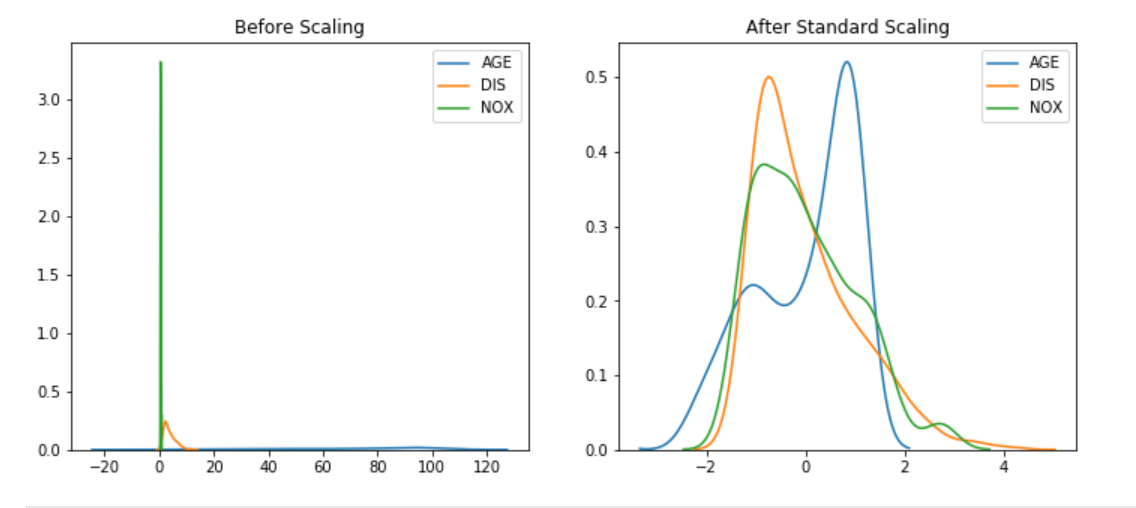 Before Scaling
AGE
DIS
NOX
3.0
2.5
2.0
1.5
1.0
0.5
0.0
−20 0 20 40 60 80 100 120
After Standard Scaling
AGE
DIS
NOX
0.5
0.4
0.3
0.2
0.1
0.0
−2 0 2 4